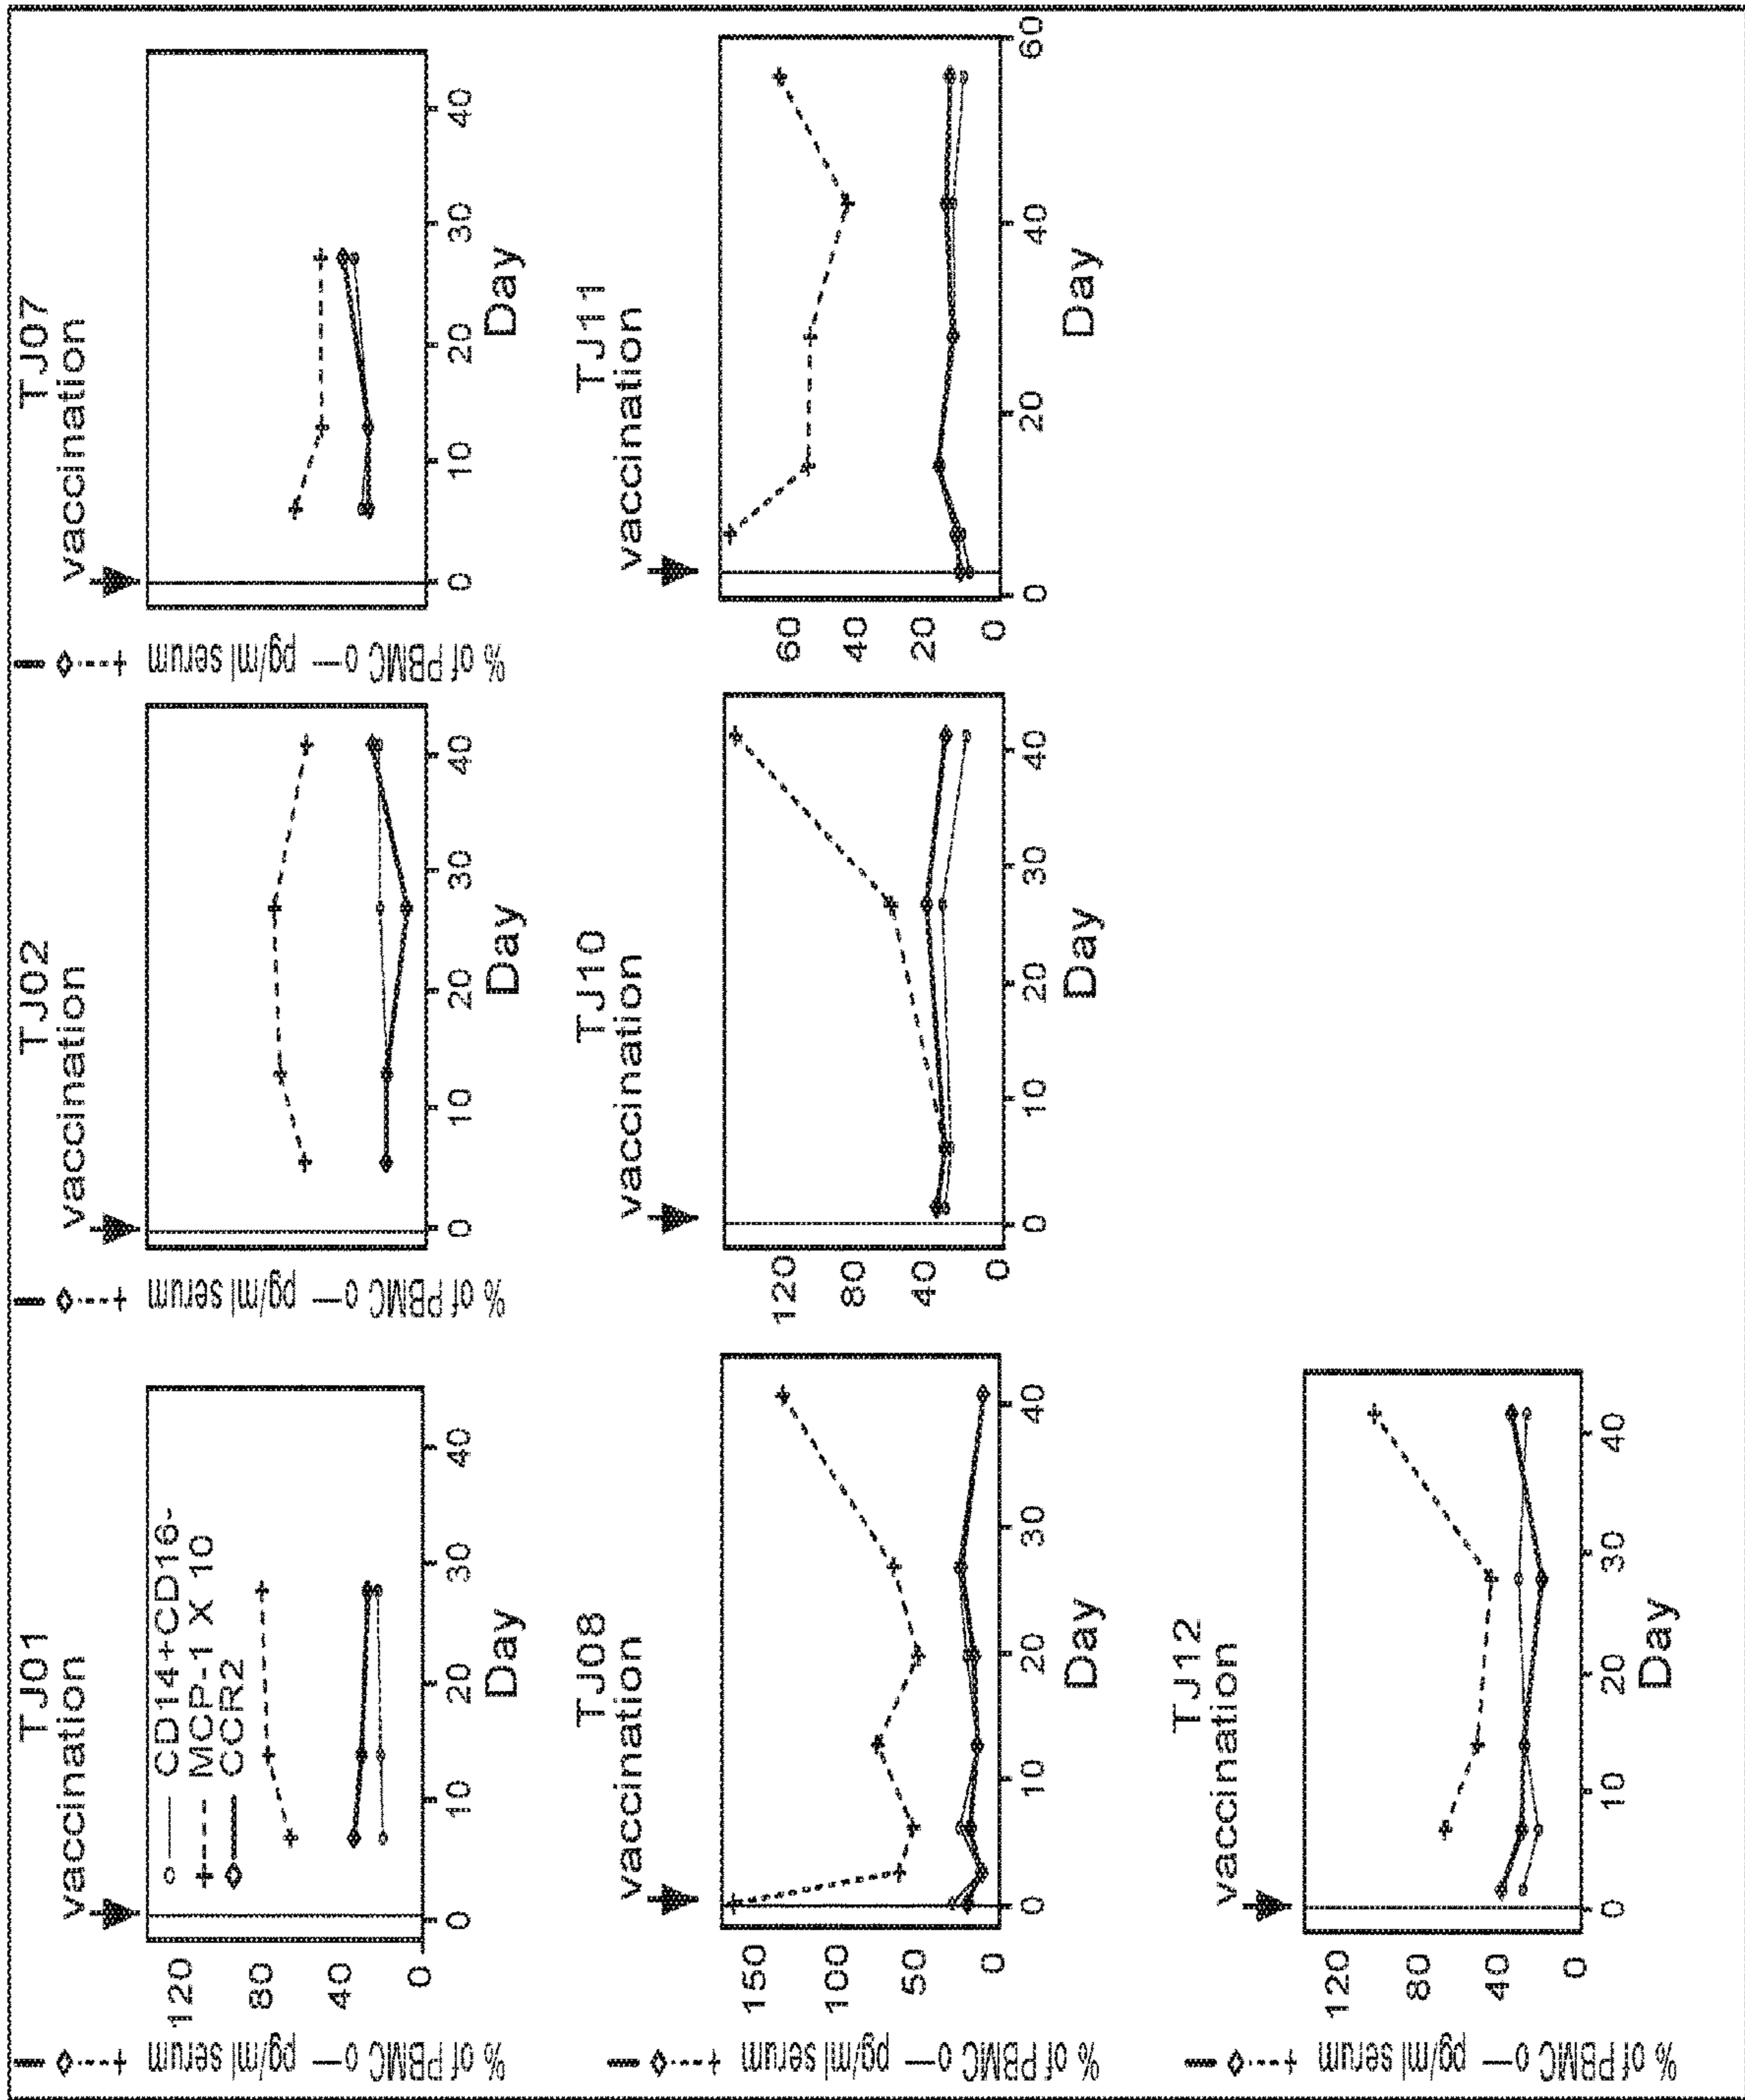 TJ01
vaccination
% of PBMC o— pg/ml serum
120
80
40
0
CD14+CD16-
MCP-1 X 10
CCR2
0 10 20 30 40
Day
TJ02
vaccination
% of PBMC o— pg/ml serum
0 10 20 30 40
Day
TJ07
vaccination
% of PBMC o— pg/ml serum
0 10 20 30 40
Day
TJ08
vaccination
% of PBMC o— pg/ml serum
150
100
50
0
0 10 20 30 40
Day
TJ10
vaccination
120
80
40
0
0 10 20 30 40
Day
TJ11
vaccination
60
40
20
0
0 20 40 60
Day
TJ12
vaccination
% of PBMC o— pg/ml serum
120
80
40
0
0 10 20 30 40
Day